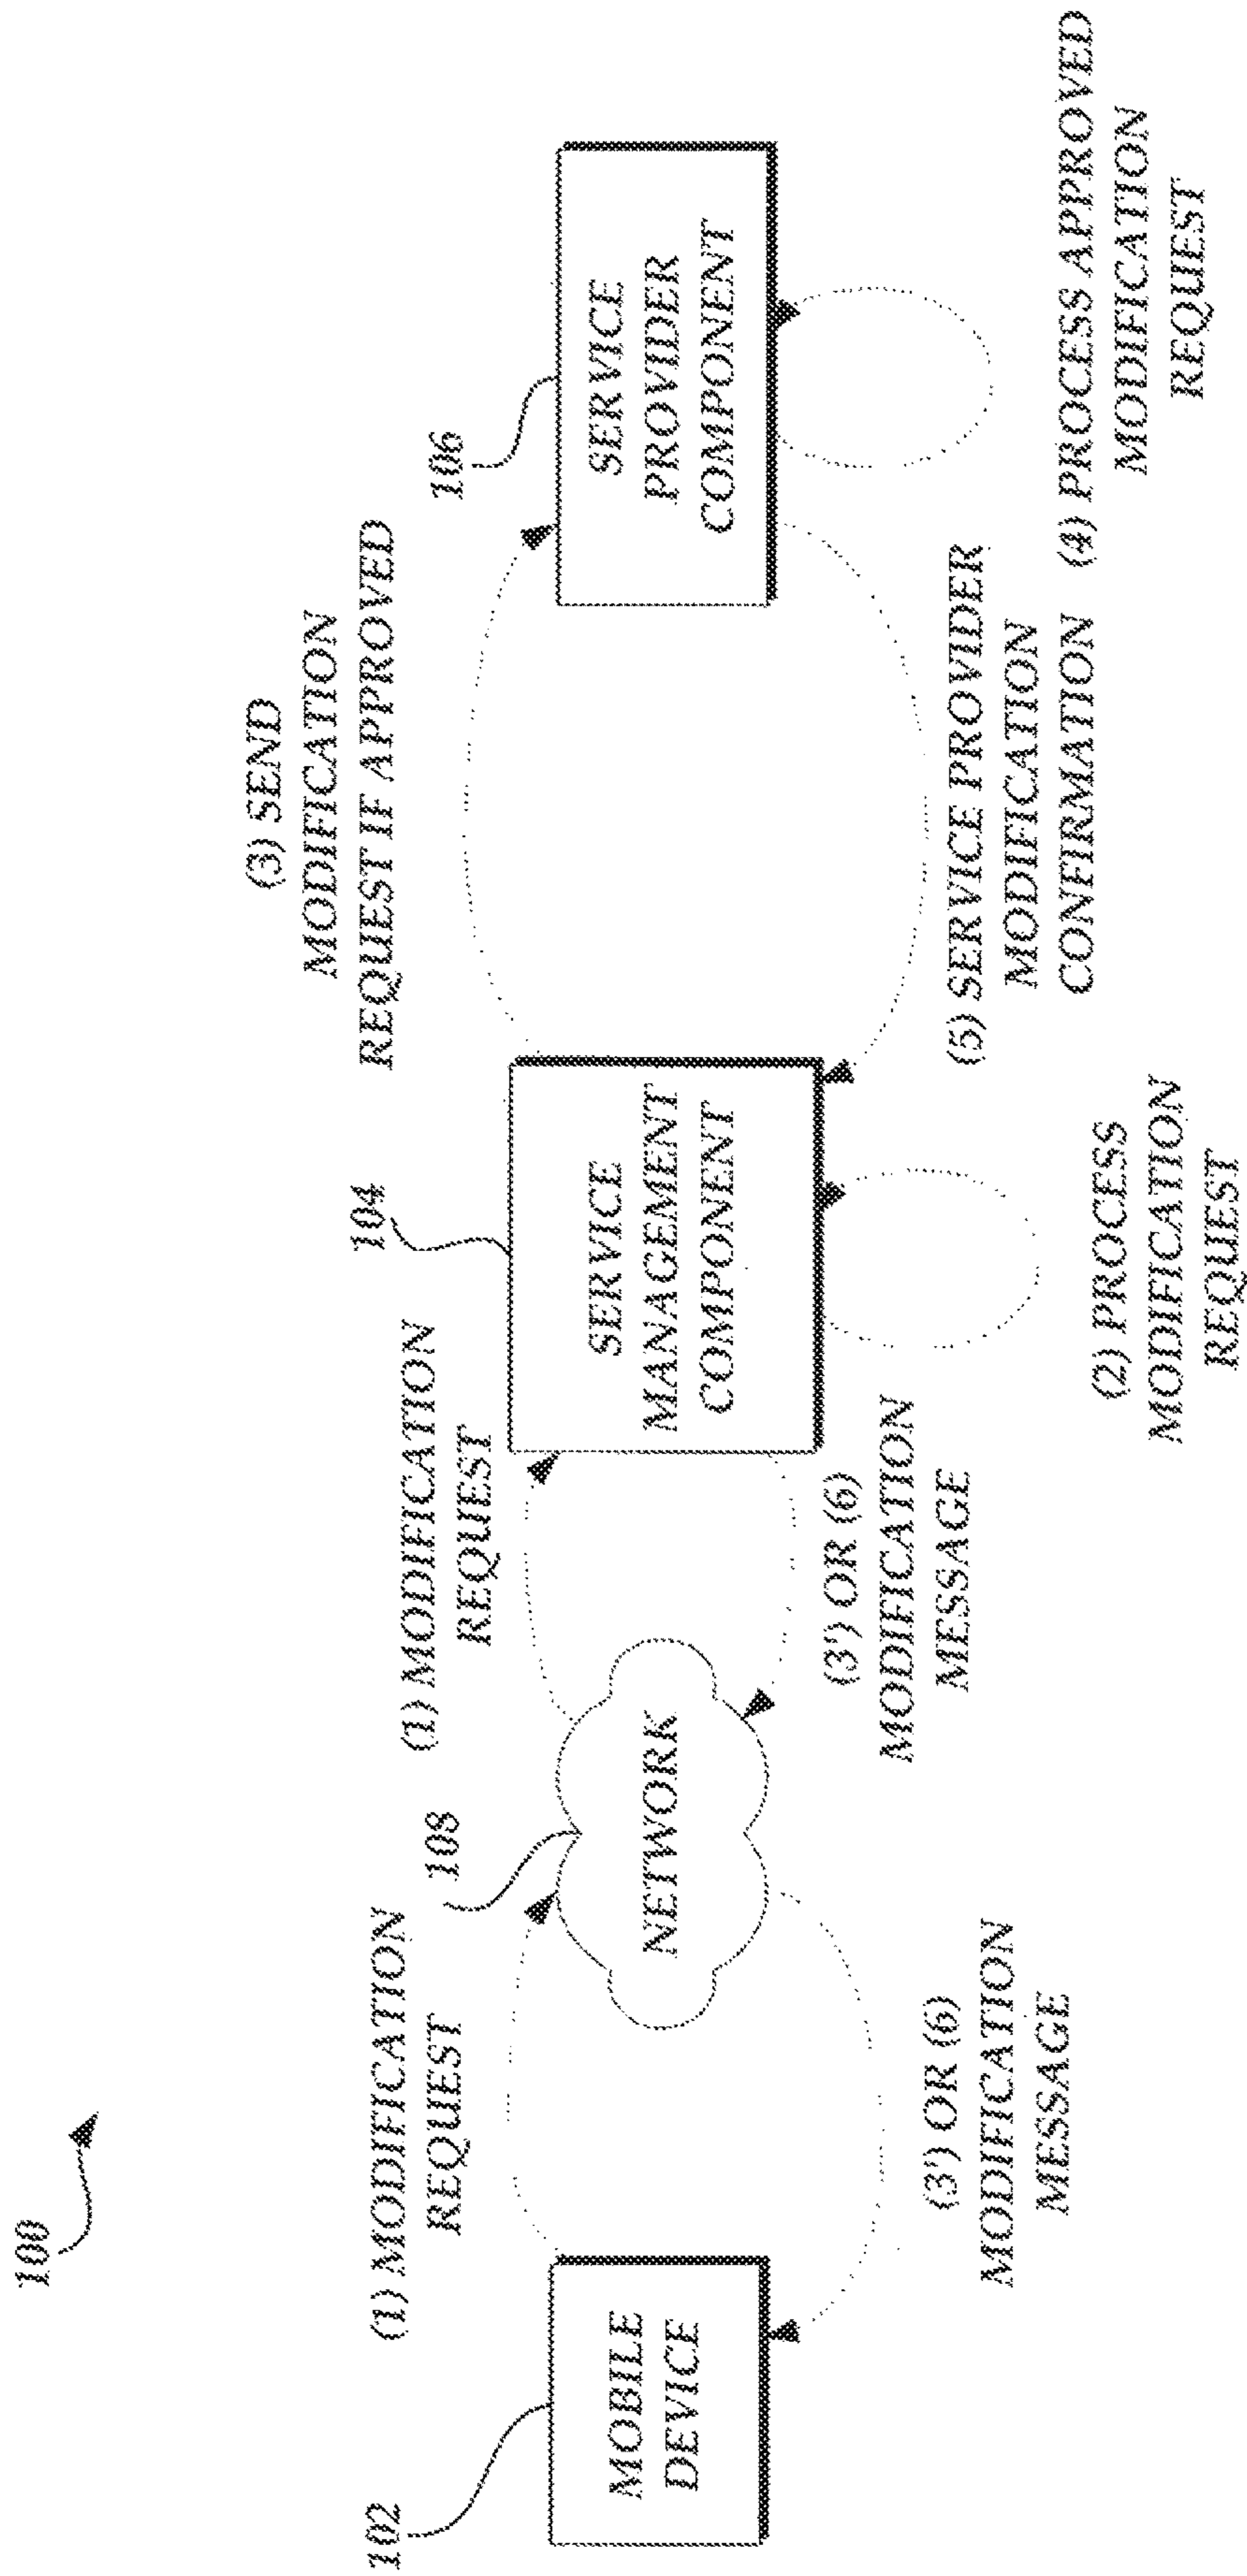 100
(3) SEND
MODIFICATION
REQUEST IF APPROVED
(1) MODIFICATION
REQUEST
(1) MODIFICATION
REQUEST
102
108
104
106
MOBILE
DEVICE
NETWORK
SERVICE
MANAGEMENT
COMPONENT
SERVICE
PROVIDER
COMPONENT
(3') OR (6)
MODIFICATION
MESSAGE
(3') OR (6)
MODIFICATION
MESSAGE
(2) PROCESS
MODIFICATION
REQUEST
(5) SERVICE PROVIDER
MODIFICATION
CONFIRMATION
(4) PROCESS APPROVED
MODIFICATION
REQUEST